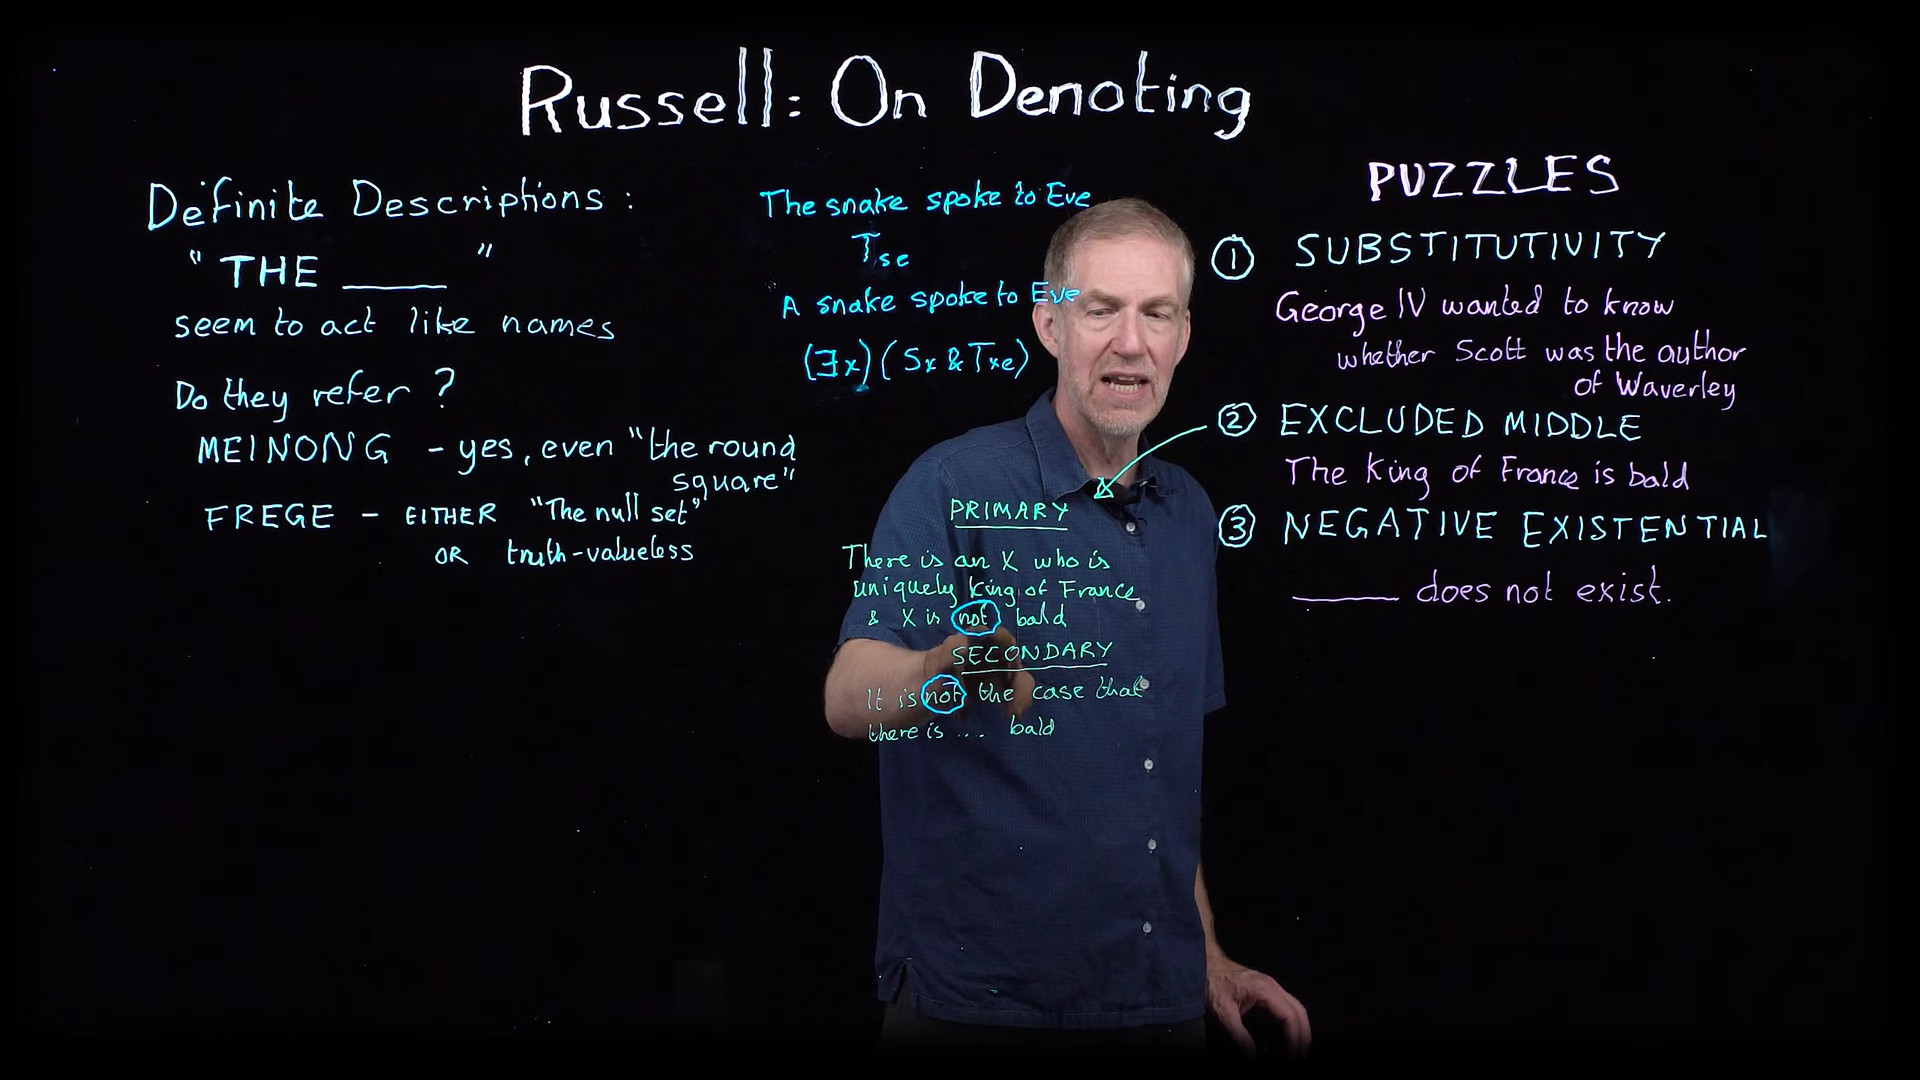 Russell: On Denoting
Definite Descriptions:
"THE ____"
seem to act like names
Do they refer?
MEINONG - yes, even "the round
square"
FREGE - EITHER "The null set"
OR truth-valueless
The snake spoke to Eve
Tse
A snake spoke to Eve
(∃x)(Sx & Txe)
PRIMARY
There is an X who is
uniquely King of France
& X is not bald
SECONDARY
It is not the case that
there is .... bald
PUZZLES
① SUBSTITUTIVITY
George IV wanted to know
whether Scott was the author
of Waverley
② EXCLUDED MIDDLE
The King of France is bald
③ NEGATIVE EXISTENTIAL
____ does not exist.